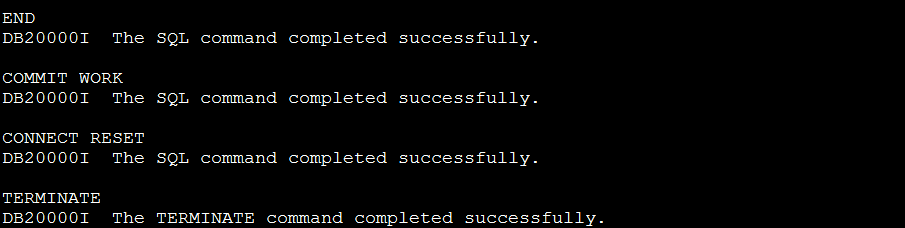 END
DB20000I  The SQL command completed successfully.
COMMIT WORK
DB20000I  The SQL command completed successfully.
CONNECT RESET
DB20000I  The SQL command completed successfully.
TERMINATE
DB20000I  The TERMINATE command completed successfully.